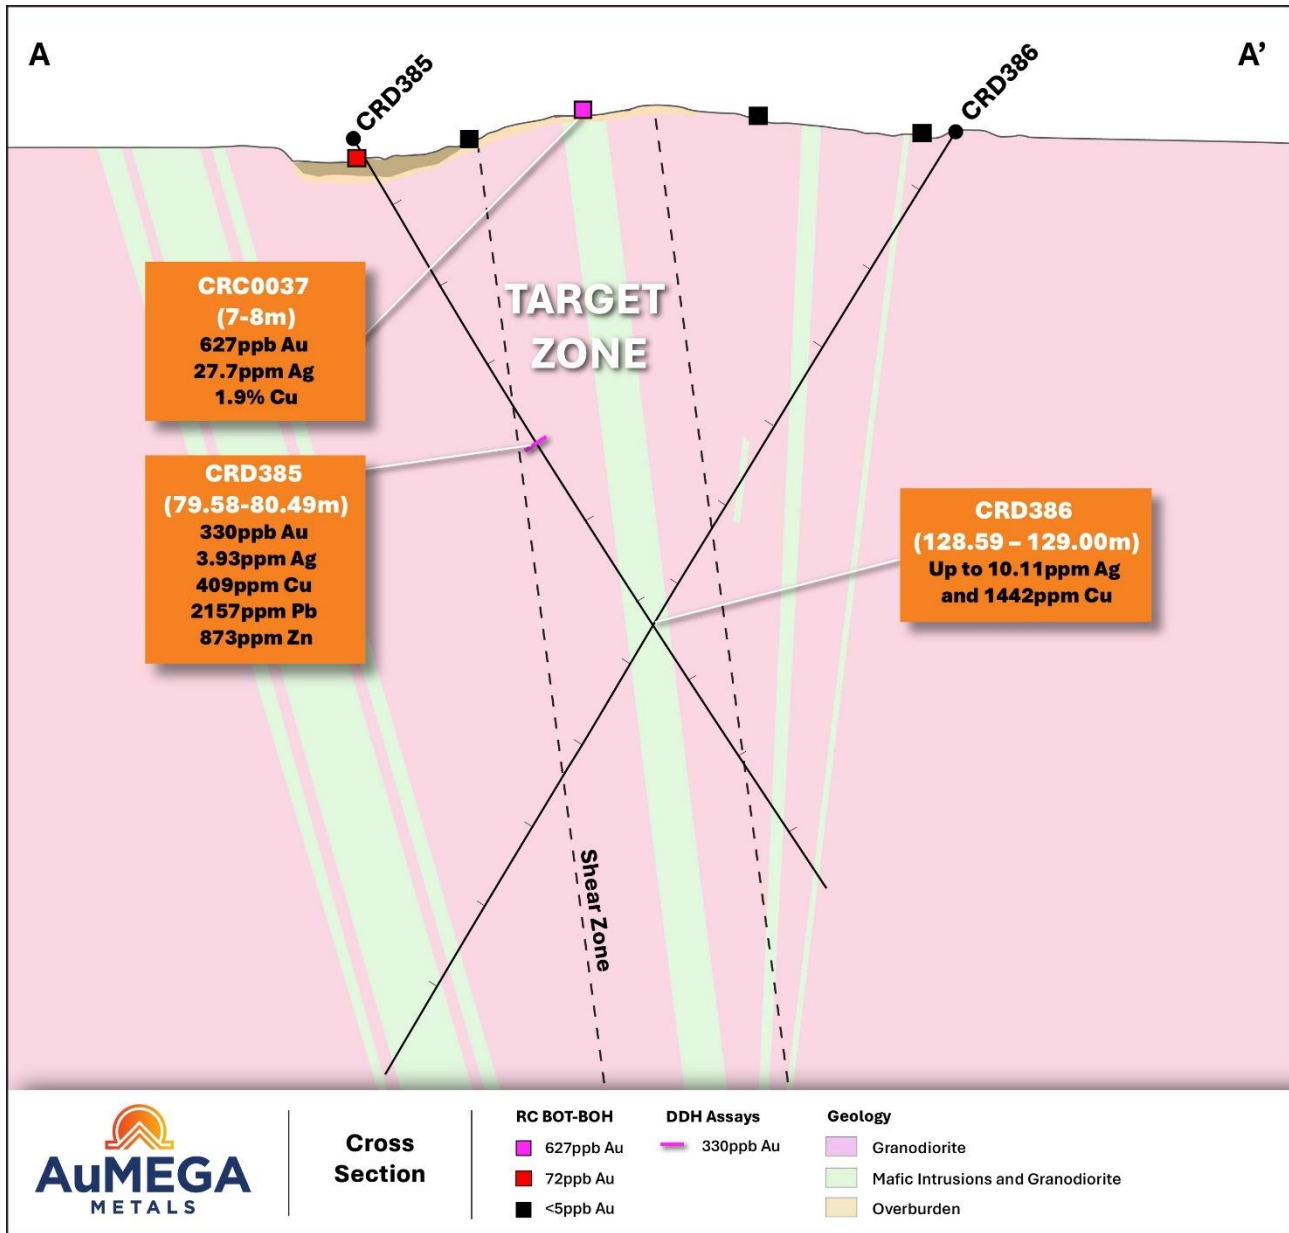 A
A'
CRD385
CRD386
TARGET
ZONE
CRC0037
(7-8m)
627ppb Au
27.7ppm Ag
1.9% Cu
CRD385
(79.58-80.49m)
330ppb Au
3.93ppm Ag
409ppm Cu
2157ppm Pb
873ppm Zn
CRD386
(128.59 – 129.00m)
Up to 10.11ppm Ag
and 1442ppm Cu
Shear Zone
AuMEGA
METALS
Cross
Section
RC BOT-BOH
627ppb Au
72ppb Au
<5ppb Au
DDH Assays
330ppb Au
Geology
Granodiorite
Mafic Intrusions and Granodiorite
Overburden